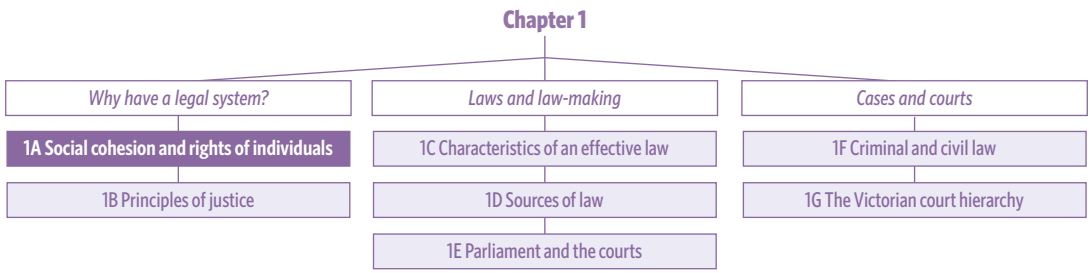 Chapter 1
Why have a legal system?
1A Social cohesion and rights of individuals
1B Principles of justice
Laws and law-making
1C Characteristics of an effective law
1D Sources of law
1E Parliament and the courts
Cases and courts
1F Criminal and civil law
1G The Victorian court hierarchy